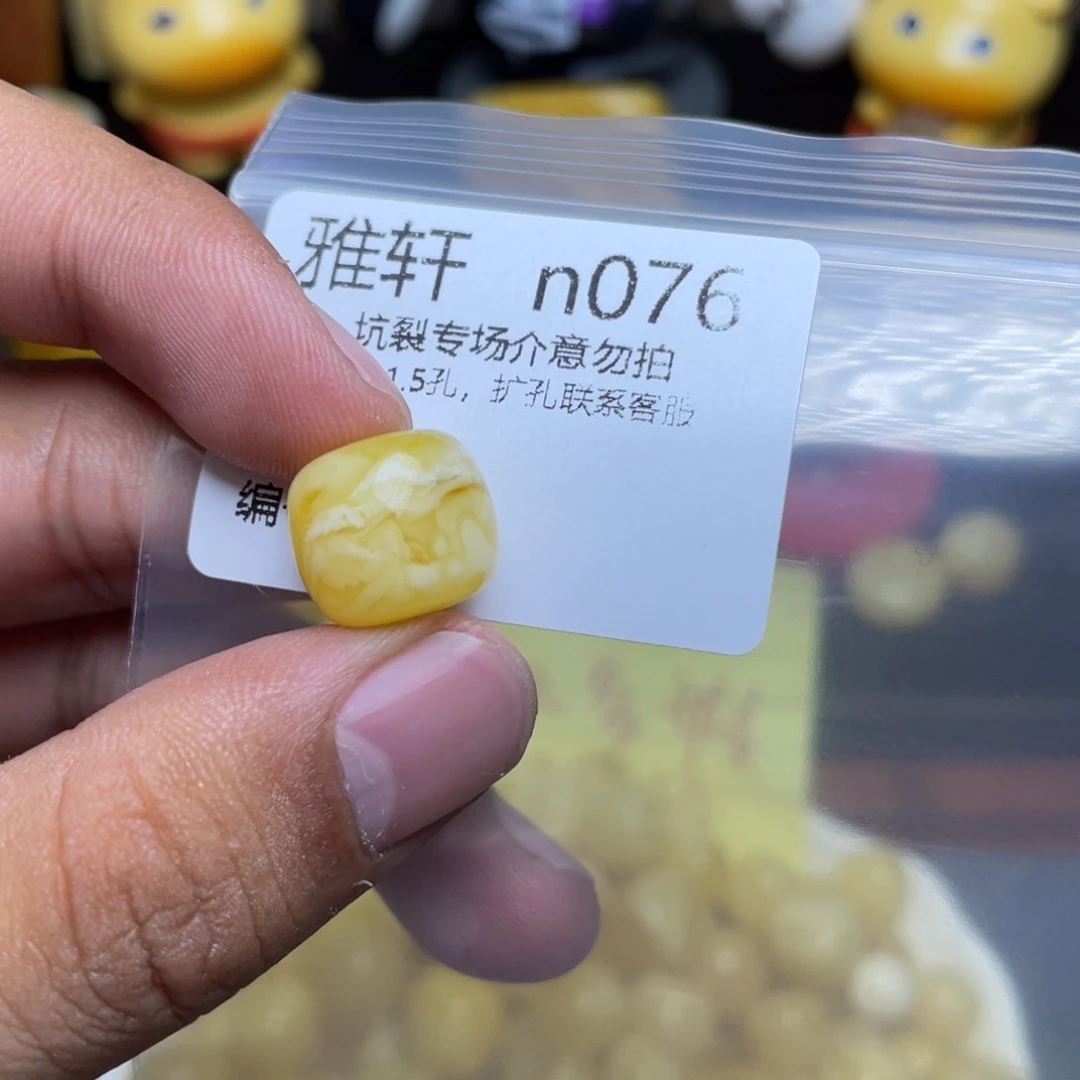 雅轩 n076
坑裂专场介意勿拍
1.5孔，扩孔联系客服
编